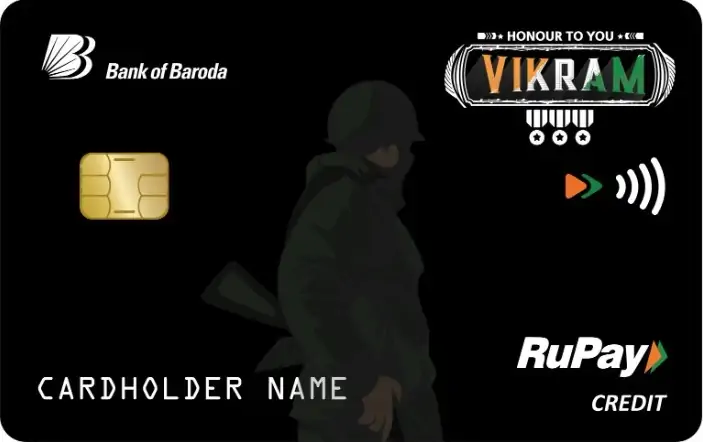 Bank of Baroda
HONOUR TO YOU
VIKRAM
RuPay
CREDIT
CARDHOLDER NAME